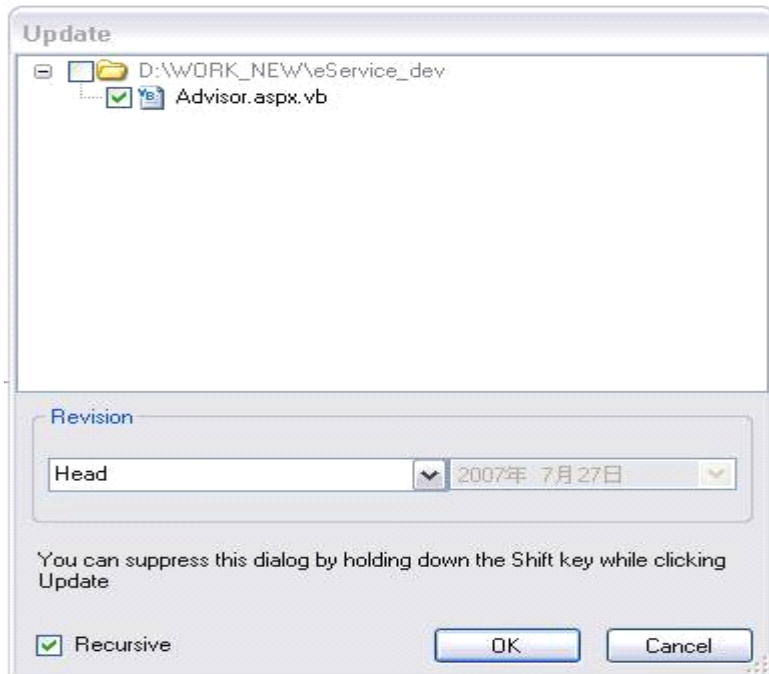 Update
D:\WORK_NEW\eService_dev
Advisor.aspx.vb
Revision
Head
2007年 7月27日
You can suppress this dialog by holding down the Shift key while clicking
Update
Recursive
OK
Cancel